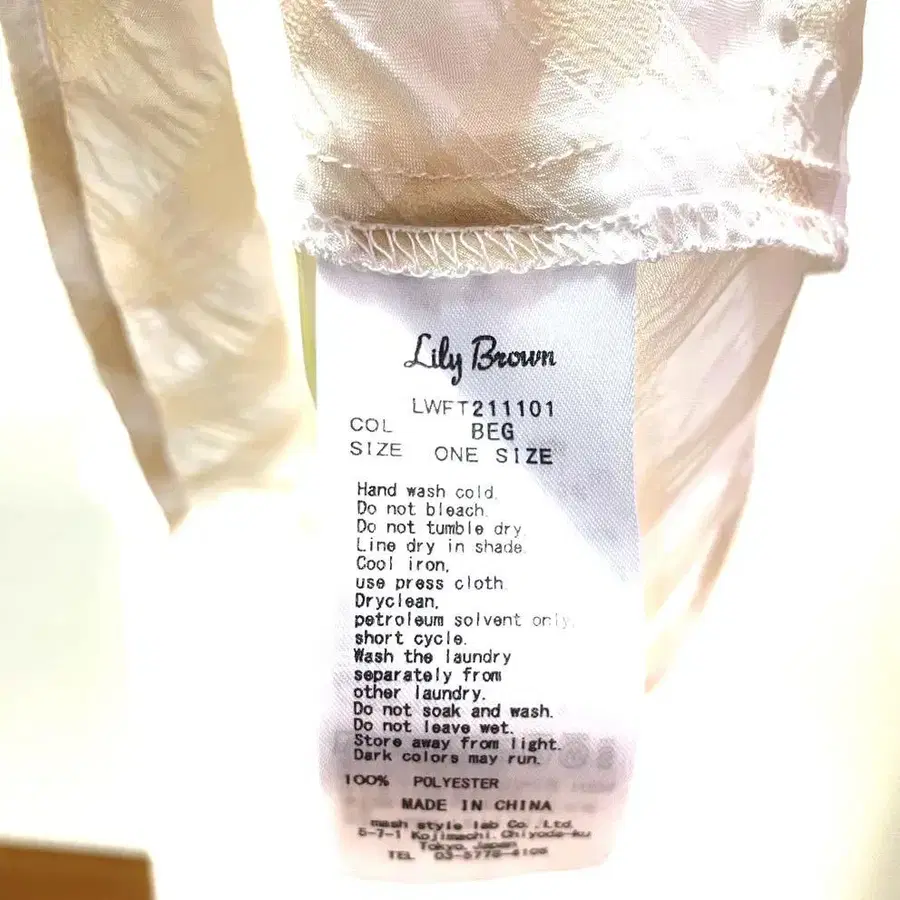 Lily Brown
LWFT211101
COL BEG
SIZE ONE SIZE
Hand wash cold.
Do not bleach.
Do not tumble dry.
Line dry in shade.
Cool iron,
use press cloth.
Dryclean,
petroleum solvent only,
short cycle.
Wash the laundry
separately from
other laundry.
Do not soak and wash.
Do not leave wet.
Store away from light.
Dark colors may run.
100% POLYESTER
MADE IN CHINA
mash style lab Co.,Ltd.
5-7-1 Kojimachi, Chiyoda-ku
Tokyo, Japan
TEL